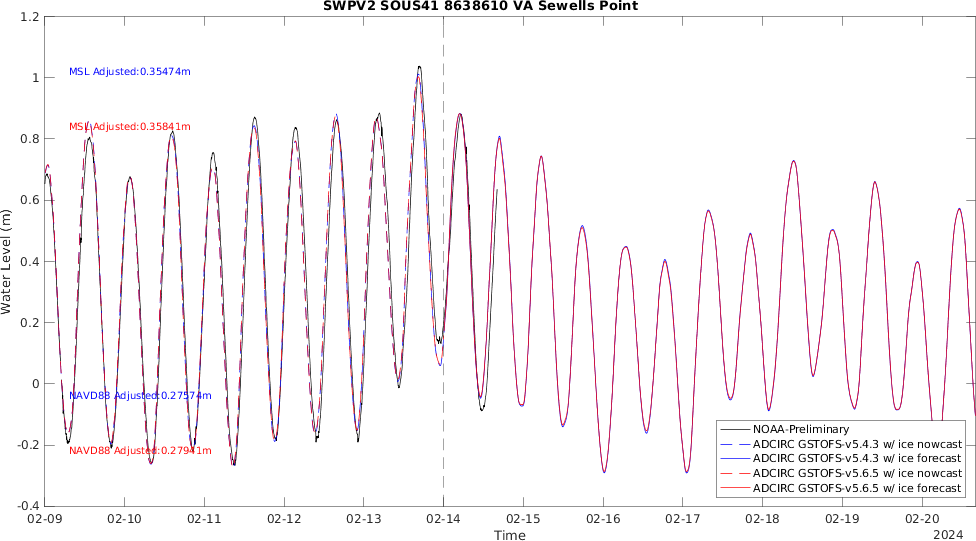 SWPV2 SOUS41 8638610 VA Sewells Point
1.2
1
0.8
0.6
0.4
0.2
0
-0.2
-0.4
Water Level (m)
MSL Adjusted:0.35474m
MSL Adjusted:0.35841m
NAVD88 Adjusted:0.27574m
NAVD88 Adjusted:0.27941m
NOAA-Preliminary
ADCIRC GSTOFS-v5.4.3 w/ ice nowcast
ADCIRC GSTOFS-v5.4.3 w/ ice forecast
ADCIRC GSTOFS-v5.6.5 w/ ice nowcast
ADCIRC GSTOFS-v5.6.5 w/ ice forecast
02-09 02-10 02-11 02-12 02-13 02-14 02-15 02-16 02-17 02-18 02-19 02-20
Time
2024